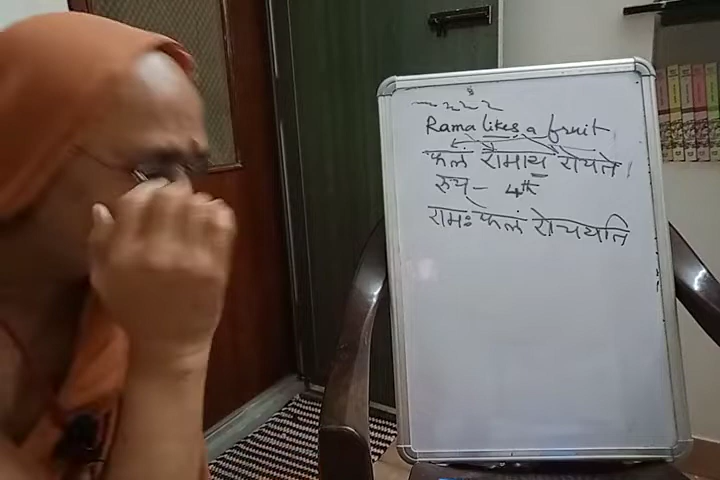 Rama likes a fruit
फलं रामाय रोचते
रुच् - 4th
रामः फलं रोचयति